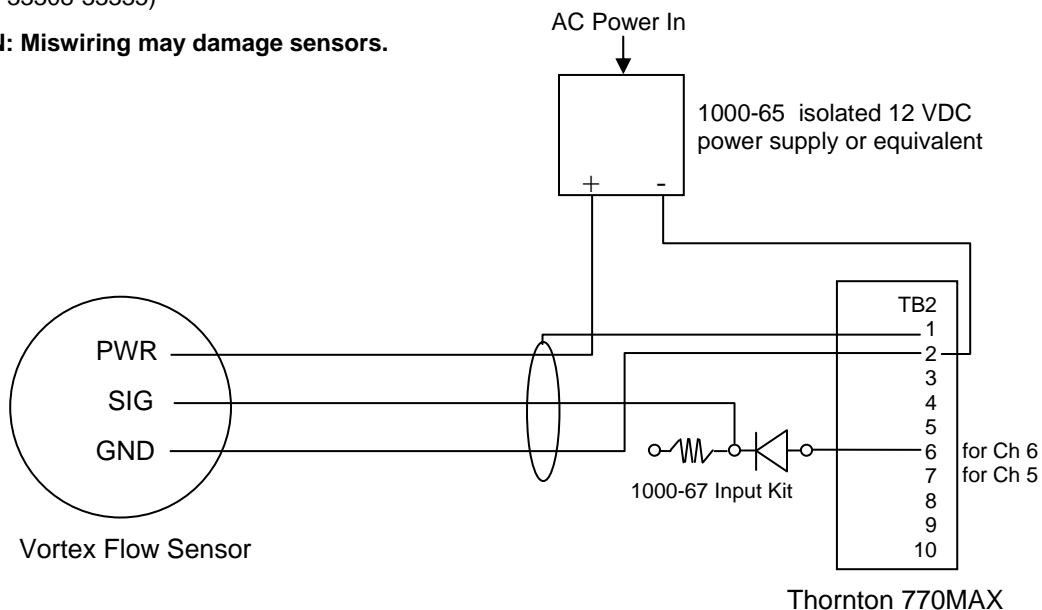 AC Power In
N: Miswiring may damage sensors.
1000-65 isolated 12 VDC
power supply or equivalent
+ -
TB2
1
2
3
4
5
6 for Ch 6
7 for Ch 5
8
9
10
PWR
SIG
GND
1000-67 Input Kit
Vortex Flow Sensor
Thornton 770MAX